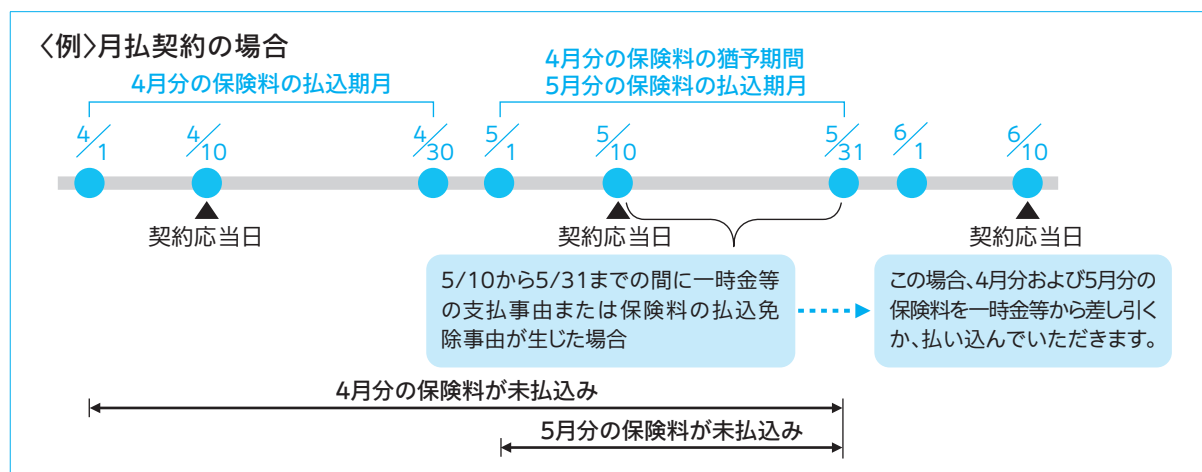 〈例〉月払契約の場合
4月分の保険料の払込期月
4月分の保険料の猶予期間
5月分の保険料の払込期月
4/1
4/10
4/30
5/1
5/10
5/31
6/1
6/10
契約応当日
契約応当日
契約応当日
5/10から5/31までの間に一時金等
の支払事由または保険料の払込免
除事由が生じた場合
この場合、4月分および5月分の
保険料を一時金等から差し引く
か、払い込んでいただきます。
4月分の保険料が未払込み
5月分の保険料が未払込み